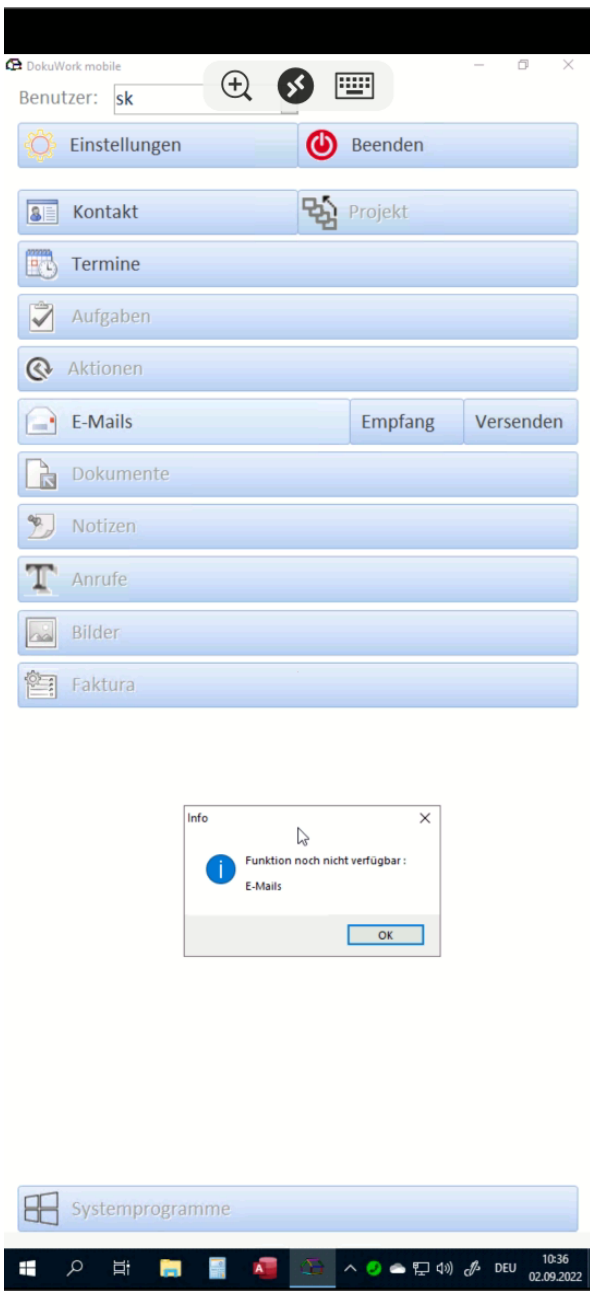 DokuWork mobile
Benutzer: sk
Einstellungen Beenden
Kontakt Projekt
Termine
Aufgaben
Aktionen
E-Mails Empfang Versenden
Dokumente
Notizen
Anrufe
Bilder
Faktura
Info
Funktion noch nicht verfügbar :
E-Mails
OK
Systemprogramme
DEU 10:36
02.09.2022